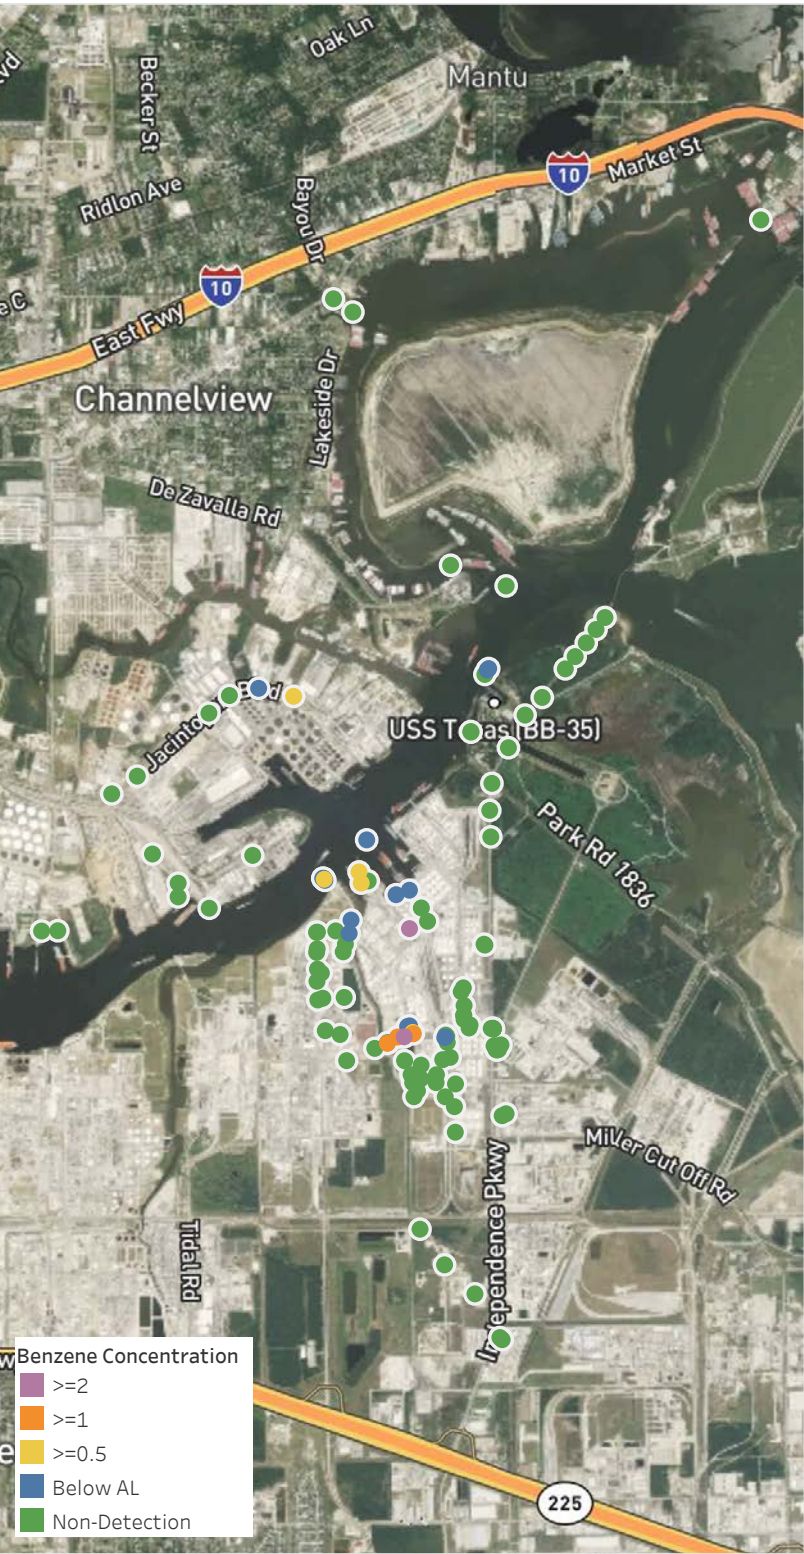 Oak Ln
Mantu
Becker St
Market St
10
Ridlon Ave
Bayou Dr
10
East Fwy
Channelview
Lakeside Dr
De Zavalla Rd
USS Texas (BB-35)
Park Rd 1836
Miller Cut Off Rd
Independence Pkwy
Tidal Rd
Benzene Concentration
>=2
>=1
>=0.5
Below AL
Non-Detection
225